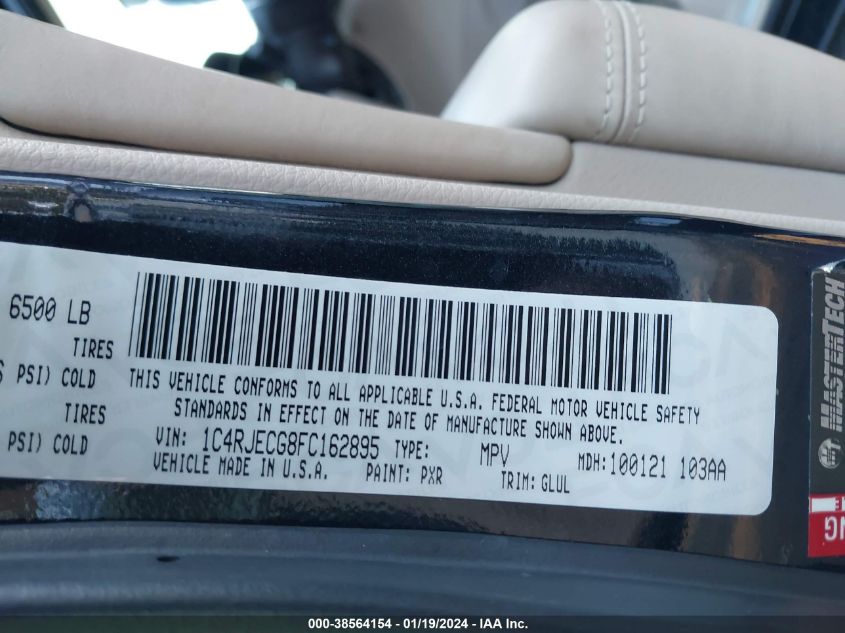 6500 LB
TIRES
PSI) COLD
TIRES
PSI) COLD
THIS VEHICLE CONFORMS TO ALL APPLICABLE U.S.A. FEDERAL MOTOR VEHICLE SAFETY
STANDARDS IN EFFECT ON THE DATE OF MANUFACTURE SHOWN ABOVE.
VIN: 1C4RJECG8FC162895 TYPE: MPV MDH:100121 103AA
VEHICLE MADE IN U.S.A. PAINT: PXR TRIM: GLUL
MASTERTECH
NG
000-38564154 - 01/19/2024 - IAA Inc.